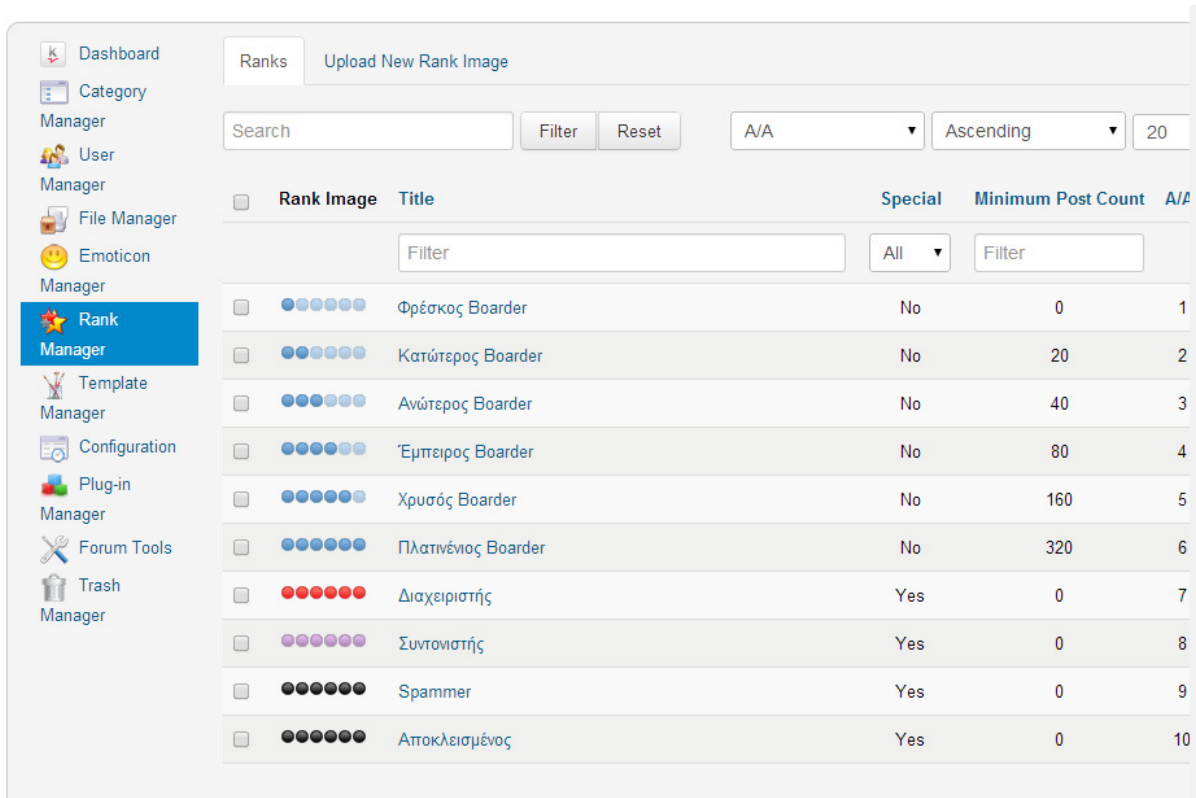 Dashboard
Category
Manager
User
Manager
File Manager
Emoticon
Manager
Rank
Manager
Template
Manager
Configuration
Plug-in
Manager
Forum Tools
Trash
Manager
Ranks Upload New Rank Image
Search Filter Reset A/A Ascending 20
Rank Image Title Special Minimum Post Count A/A
Filter All Filter
Φρέσκος Boarder No 0 1
Κατώτερος Boarder No 20 2
Ανώτερος Boarder No 40 3
Έμπειρος Boarder No 80 4
Χρυσός Boarder No 160 5
Πλατινένιος Boarder No 320 6
Διαχειριστής Yes 0 7
Συντονιστής Yes 0 8
Spammer Yes 0 9
Αποκλεισμένος Yes 0 10